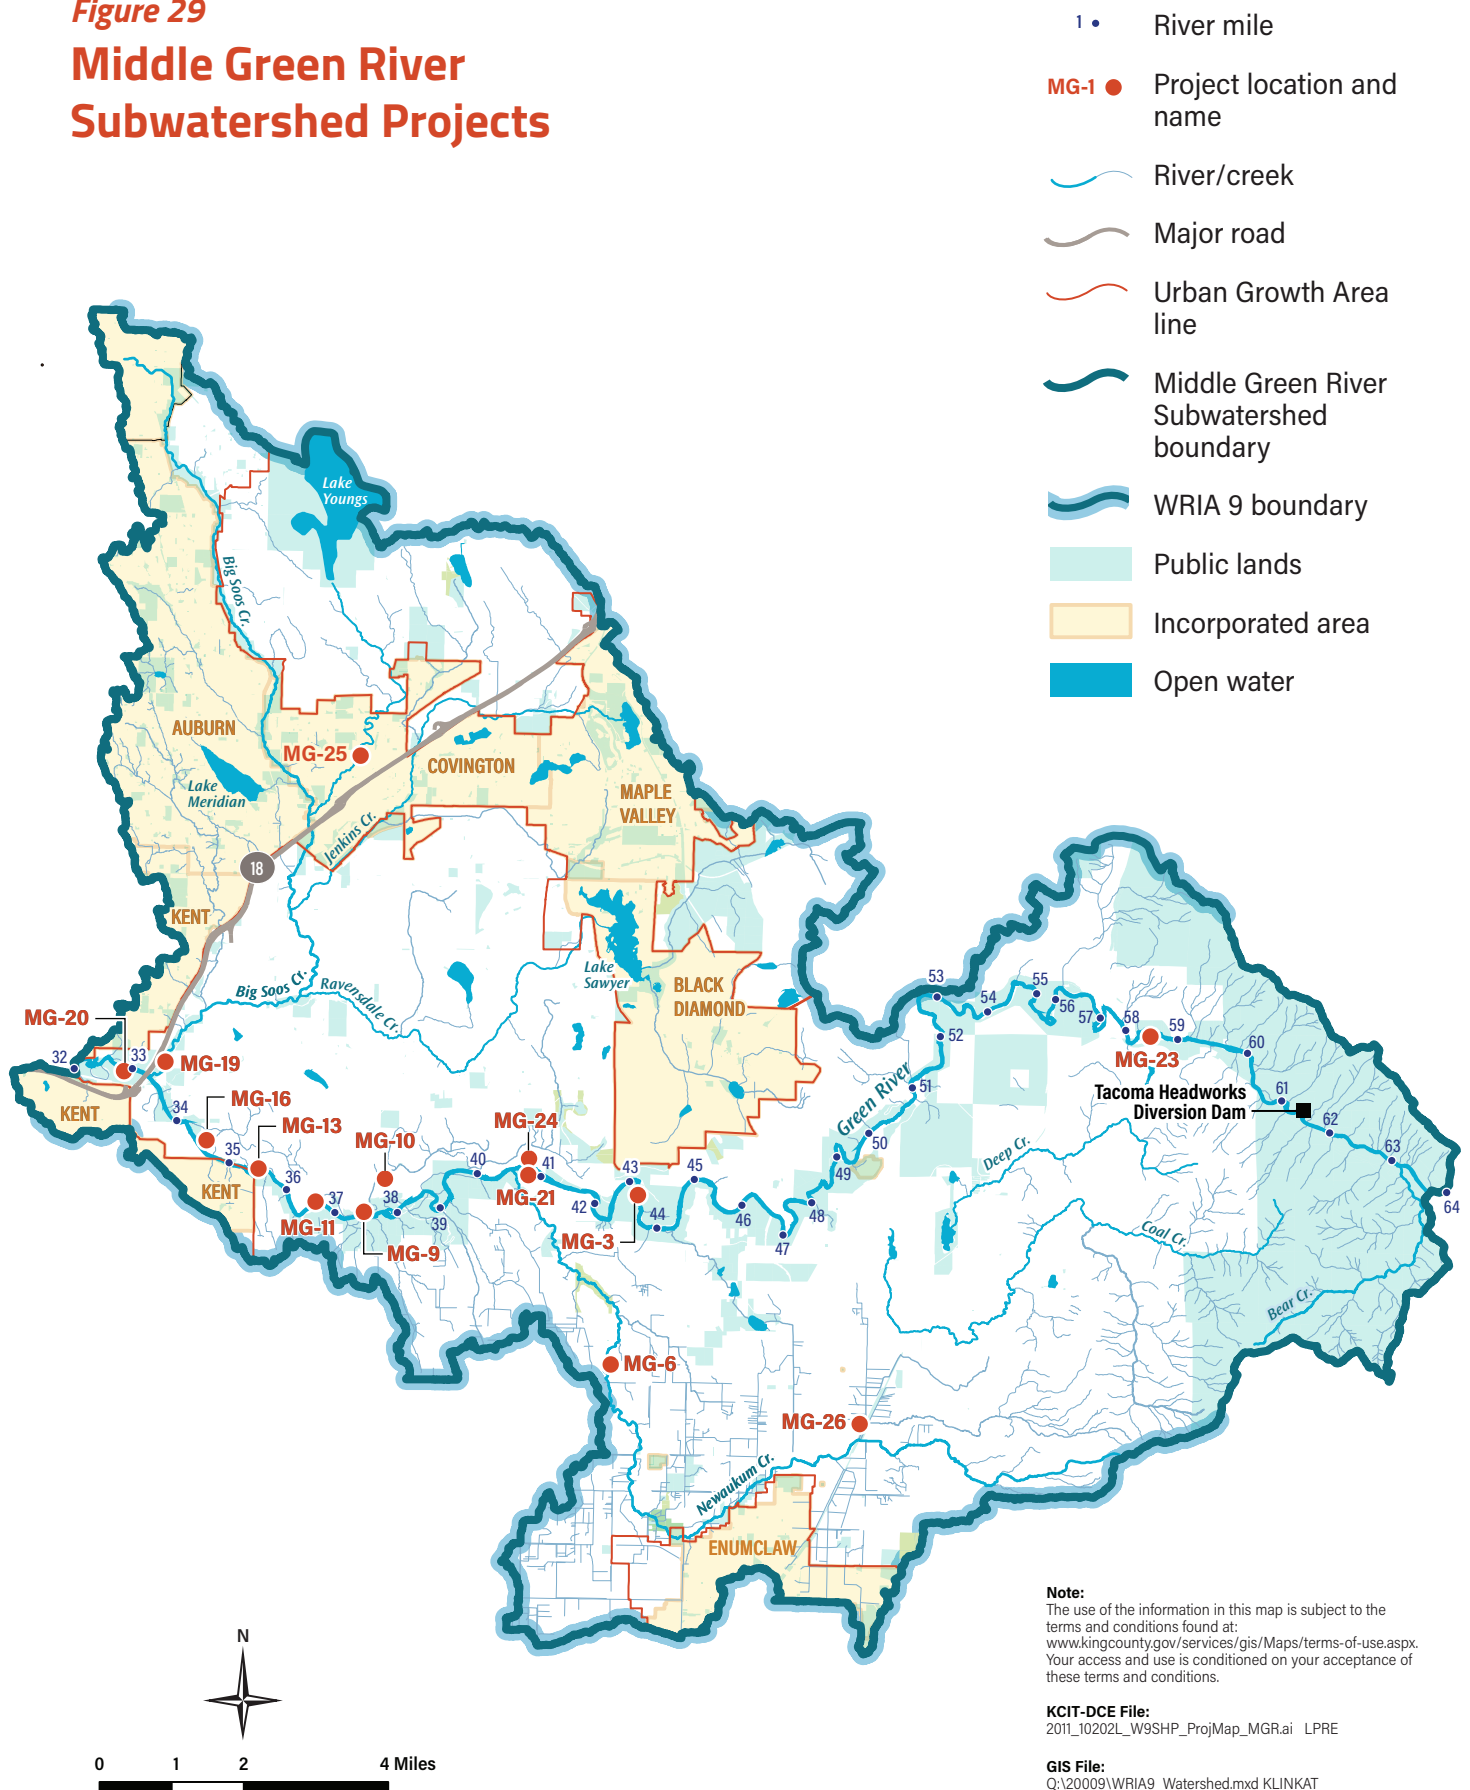 Figure 29
Middle Green River
Subwatershed Projects
1
River mile
MG-1
Project location and
name
River/creek
Major road
Urban Growth Area
line
Middle Green River
Subwatershed
boundary
WRIA 9 boundary
Public lands
Incorporated area
Open water
Lake
Youngs
Big Soos Cr.
AUBURN
MG-25
COVINGTON
Lake
Meridian
MAPLE
VALLEY
Jenkins Cr.
18
KENT
Lake
Sawyer
BLACK
DIAMOND
Big Soos Cr.
Ravensdale Cr.
MG-20
32
33
MG-19
KENT
34
MG-16
MG-13
35
KENT
36
MG-11
37
MG-10
38
MG-9
39
40
MG-24
41
MG-21
42
43
MG-3
44
45
46
47
48
49
50
Green River
51
52
53
54
55
56
57
58
MG-23
59
60
61
Tacoma Headworks
Diversion Dam
62
63
64
Deep Cr.
Coal Cr.
Bear Cr.
MG-6
MG-26
Newaukum Cr.
ENUMCLAW
N
0 1 2 4 Miles
Note:
The use of the information in this map is subject to the
terms and conditions found at:
www.kingcounty.gov/services/gis/Maps/terms-of-use.aspx.
Your access and use is conditioned on your acceptance of
these terms and conditions.
KCIT-DCE File:
2011_10202L_W9SHP_ProjMap_MGR.ai LPRE
GIS File:
Q:\20009\WRIA9_Watershed.mxd KLINKAT